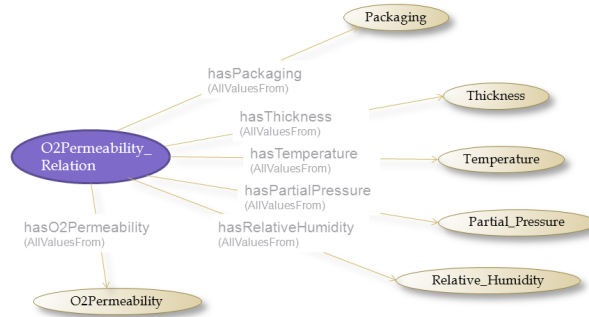 Packaging
hasPackaging
(AllValuesFrom)
Thickness
hasThickness
(AllValuesFrom)
O2Permeability_
Relation
hasTemperature
(AllValuesFrom)
Temperature
hasPartialPressure
(AllValuesFrom)
Partial_Pressure
hasO2Permeability
(AllValuesFrom)
hasRelativeHumidity
(AllValuesFrom)
Relative_Humidity
O2Permeability